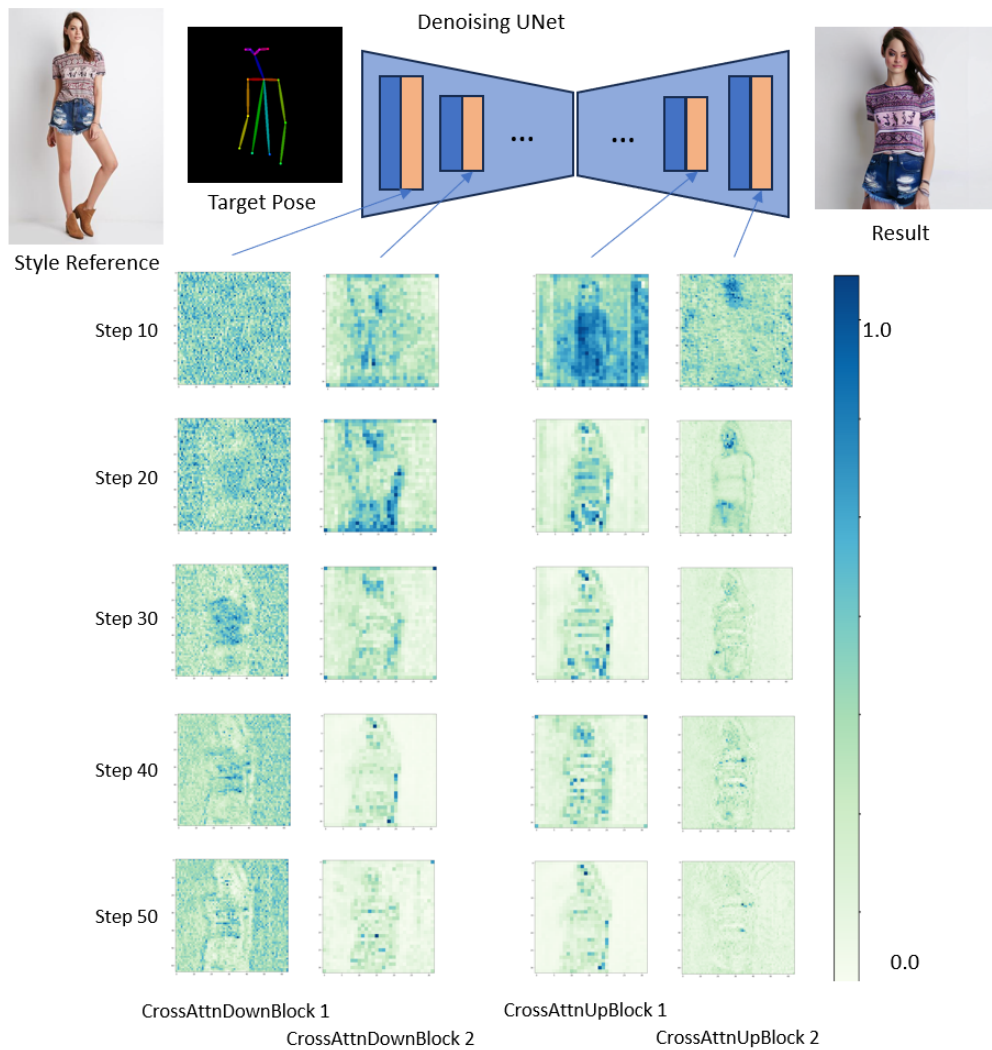 Denoising UNet
...
...
Target Pose
Result
Style Reference
Step 10
1.0
Step 20
Step 30
Step 40
Step 50
0.0
CrossAttnDownBlock 1
CrossAttnUpBlock 1
CrossAttnDownBlock 2
CrossAttnUpBlock 2